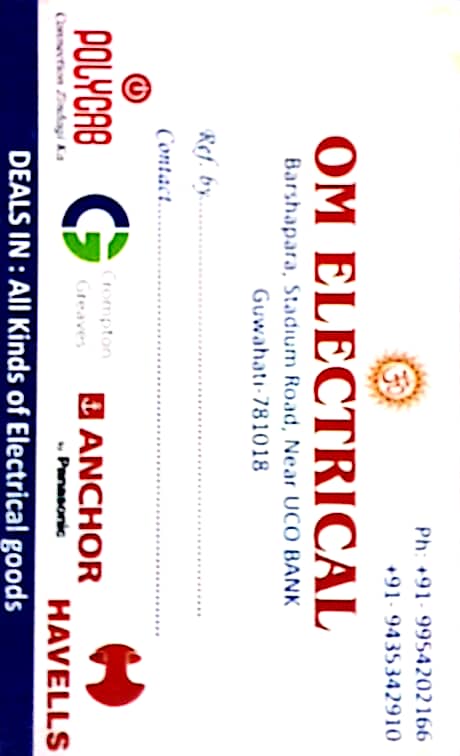 Ph: +91- 9954202166
+91- 9435342910
ॐ
OM ELECTRICAL
Barshapara, Stadium Road, Near UCO BANK
Guwahati-781018
Ref. by..............................................................
Contact.................................................................
POLYCAB
Connection Zindagi Ka
CG Crompton
Greaves
ANCHOR
by Panasonic
HAVELLS
DEALS IN : All Kinds of Electrical goods